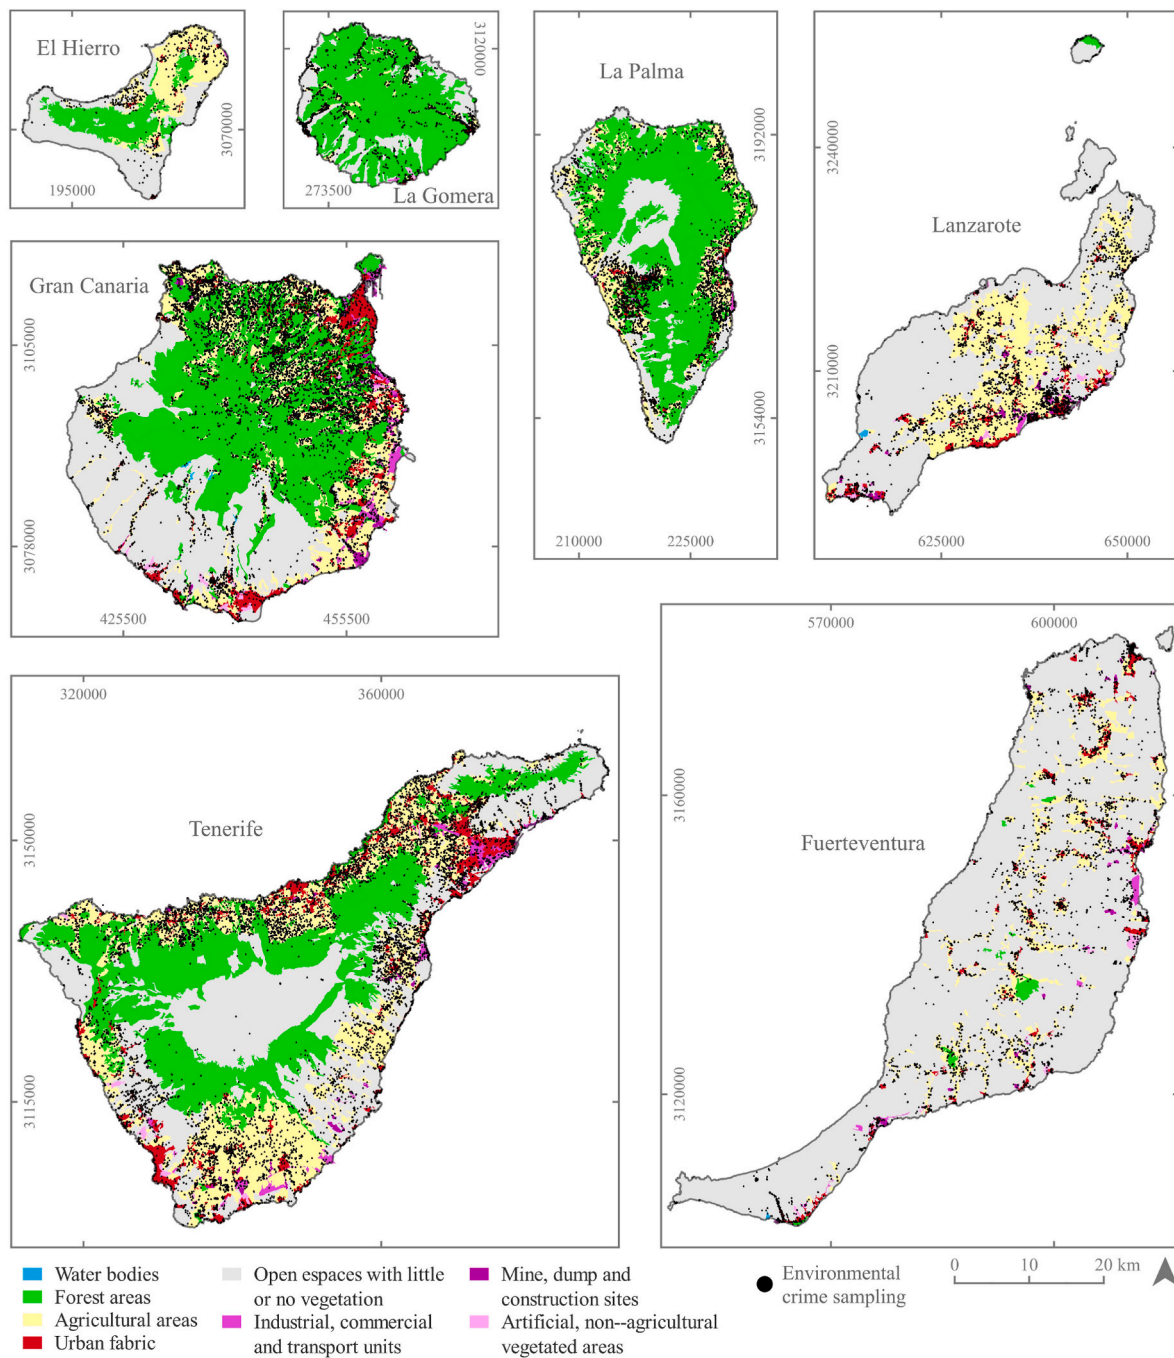 El Hierro
3070000
195000
3120000
273500
La Gomera
La Palma
3192000
3154000
210000
225000
Lanzarote
3240000
3210000
625000
650000
Gran Canaria
3105000
3078000
425500
455500
320000
360000
Tenerife
3150000
3115000
570000
600000
Fuerteventura
3160000
3120000
Water bodies
Forest areas
Agricultural areas
Urban fabric
Open espaces with little
or no vegetation
Industrial, commercial
and transport units
Mine, dump and
construction sites
Artificial, non--agricultural
vegetated areas
Environmental
crime sampling
0 10 20 km